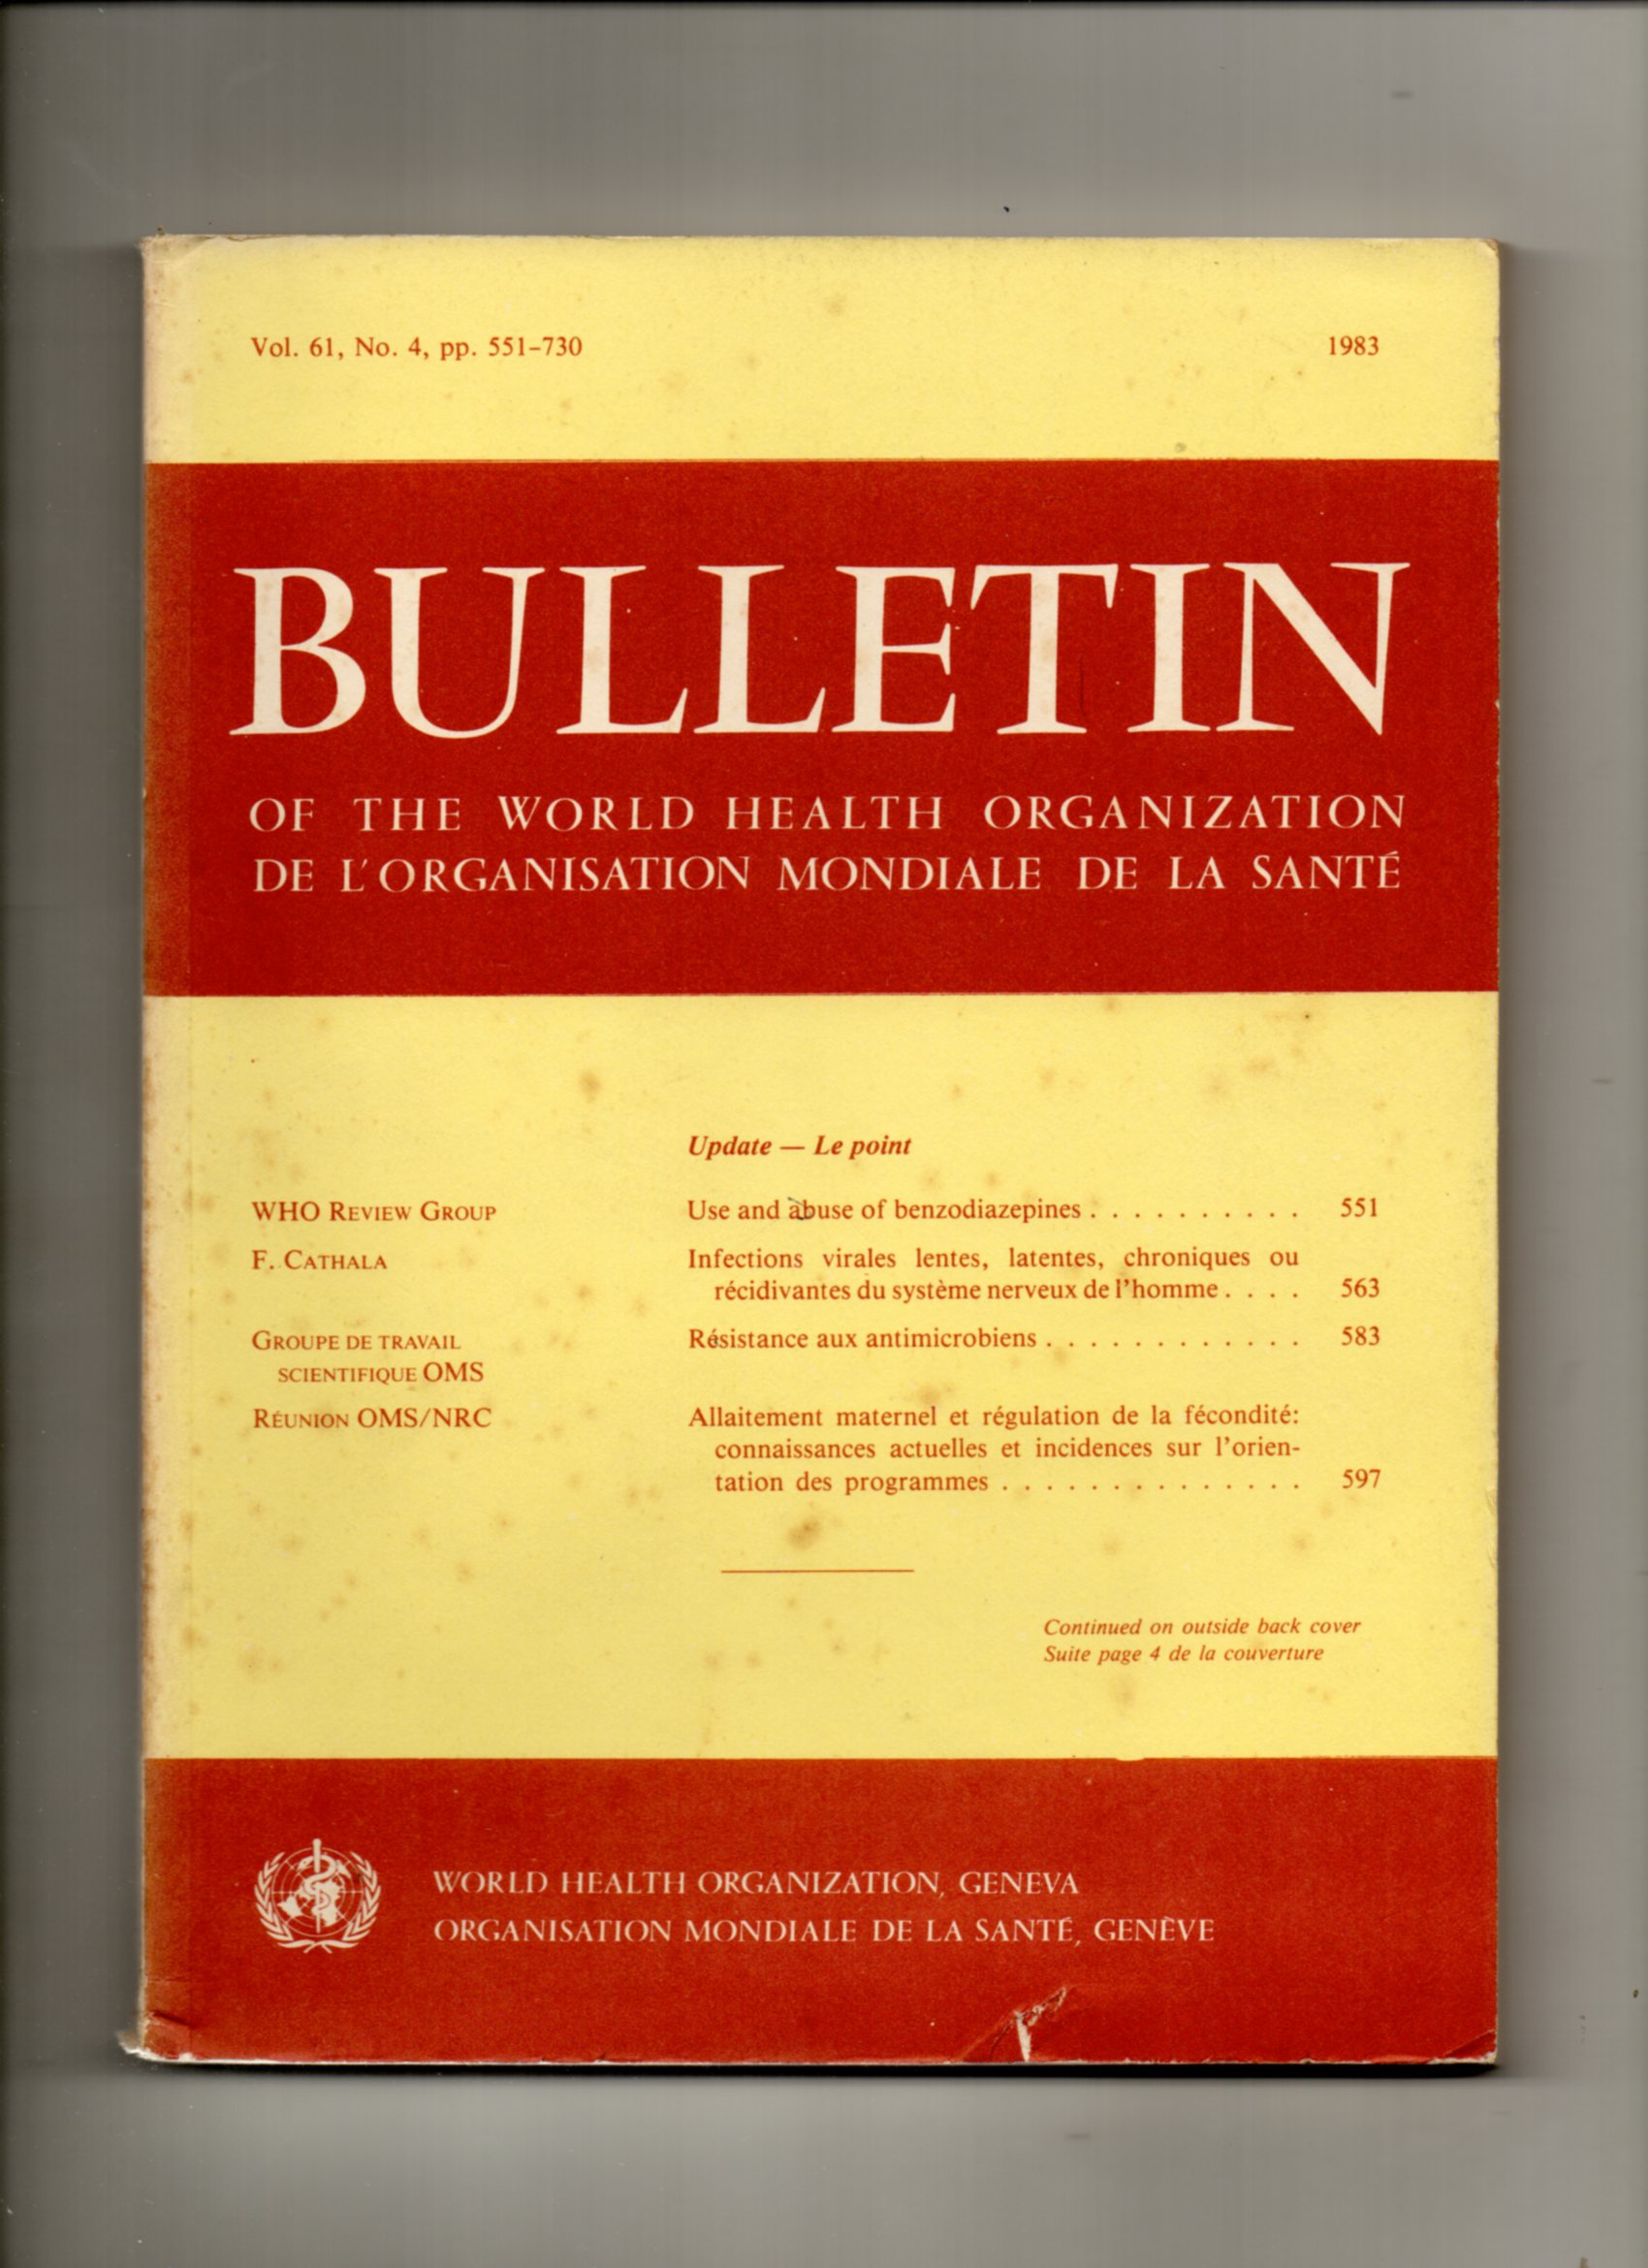 Vol. 61, No. 4, pp. 551–730 1983
BULLETIN
OF THE WORLD HEALTH ORGANIZATION
DE L'ORGANISATION MONDIALE DE LA SANTÉ
Update — Le point
WHO REVIEW GROUP Use and abuse of benzodiazepines . . . . . . . . . . 551
F. CATHALA Infections virales lentes, latentes, chroniques ou
récidivantes du système nerveux de l'homme . . . . 563
GROUPE DE TRAVAIL Résistance aux antimicrobiens . . . . . . . . . . . . 583
SCIENTIFIQUE OMS
RÉUNION OMS/NRC Allaitement maternel et régulation de la fécondité:
connaissances actuelles et incidences sur l'orien-
tation des programmes . . . . . . . . . . . . . . 597
Continued on outside back cover
Suite page 4 de la couverture
WORLD HEALTH ORGANIZATION, GENEVA
ORGANISATION MONDIALE DE LA SANTÉ, GENÈVE